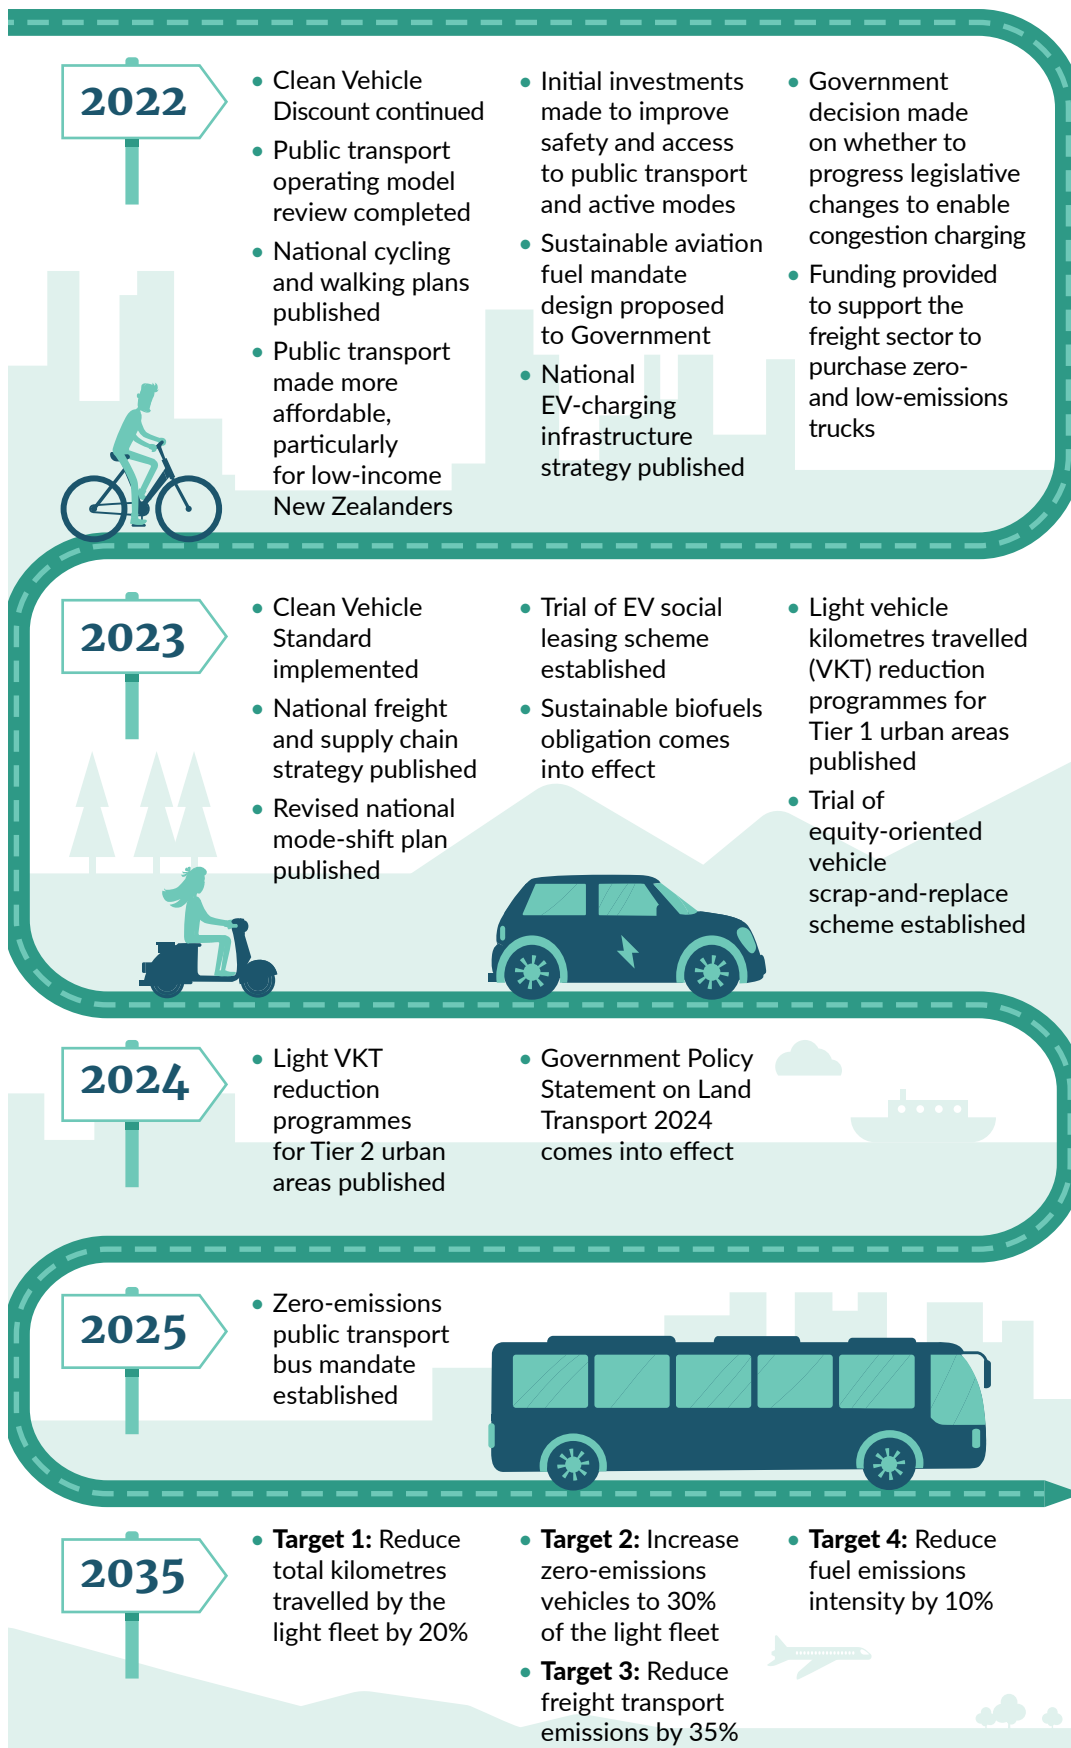 2022
Clean Vehicle
Discount continued
Public transport
operating model
review completed
National cycling
and walking plans
published
Public transport
made more
affordable,
particularly
for low-income
New Zealanders
Initial investments
made to improve
safety and access
to public transport
and active modes
Sustainable aviation
fuel mandate
design proposed
to Government
National
EV-charging
infrastructure
strategy published
Government
decision made
on whether to
progress legislative
changes to enable
congestion charging
Funding provided
to support the
freight sector to
purchase zero-
and low-emissions
trucks
2023
Clean Vehicle
Standard
implemented
National freight
and supply chain
strategy published
Revised national
mode-shift plan
published
Trial of EV social
leasing scheme
established
Sustainable biofuels
obligation comes
into effect
Light vehicle
kilometres travelled
(VKT) reduction
programmes for
Tier 1 urban areas
published
Trial of
equity-oriented
vehicle
scrap-and-replace
scheme established
2024
Light VKT
reduction
programmes
for Tier 2 urban
areas published
Government Policy
Statement on Land
Transport 2024
comes into effect
2025
Zero-emissions
public transport
bus mandate
established
2035
Target 1: Reduce
total kilometres
travelled by the
light fleet by 20%
Target 2: Increase
zero-emissions
vehicles to 30%
of the light fleet
Target 3: Reduce
freight transport
emissions by 35%
Target 4: Reduce
fuel emissions
intensity by 10%